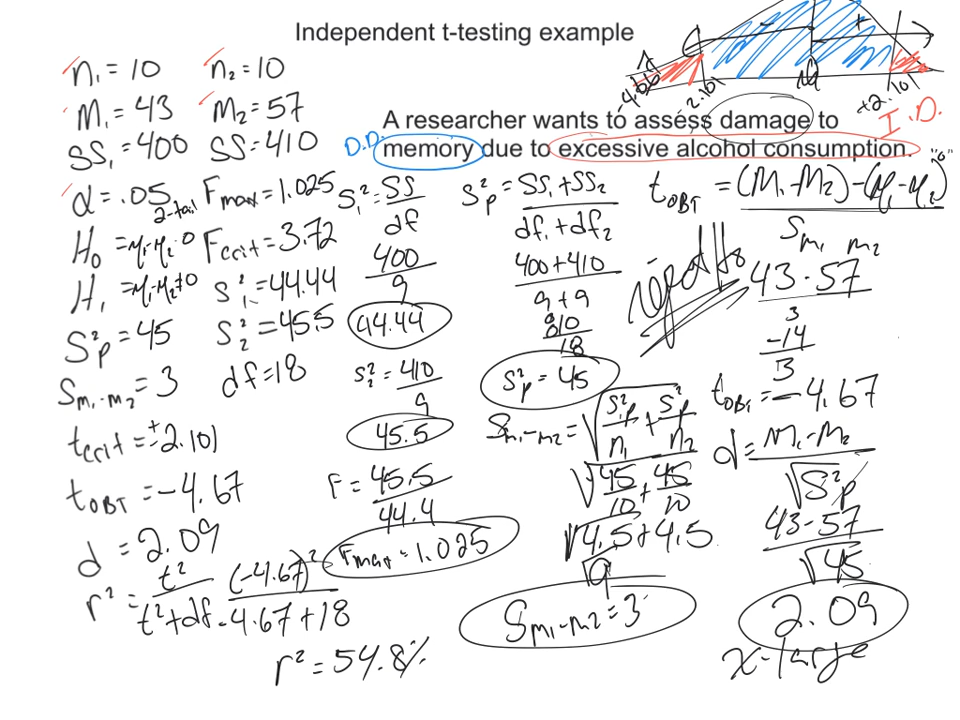 Independent t-testing example
-4.66 -2.101 M +2.101
A researcher wants to assess damage to
memory due to excessive alcohol consumption.
D.D.
I.D.
n₁ = 10 n₂ = 10
M₁ = 43 M₂ = 57
SS₁ = 400 SS = 410
α = .05, 2-tail Fmax = 1.025
H₀ = μ₁-μ₂=0 Fcrit = 3.72
H₁ = μ₁-μ₂≠0 S²₁ = 44.44
S²p = 45 S²₂ = 45.5
Sm₁-m₂ = 3 df = 18
tcrit = ±2.101
tOBT = -4.67
d = 2.09
r² = t² / t²+df = (-4.67)² / -4.67+18
r² = 54.8%
S₁² = SS / df
400 / 9
44.44
S²₂ = 410 / 9
45.5
F = 45.5 / 44.4
Fmax = 1.025
S²p = SS₁ + SS₂ / df₁ + df₂
400+410 / 9+9
810 / 18
S²p = 45
Sm₁-m₂ = √S²p/n₁ + S²p/n₂
√45/10 + 45/10
√4.5+4.5
√9
Sm₁-m₂ = 3
tOBT = (M₁-M₂)-(μ₁-μ₂) "0" / Sm₁ m₂
reject H₀
43-57 / 3
-14 / 3
tOBT = -4.67
d = M₁-M₂ / √S²p
43-57 / √45
2.09
x-large